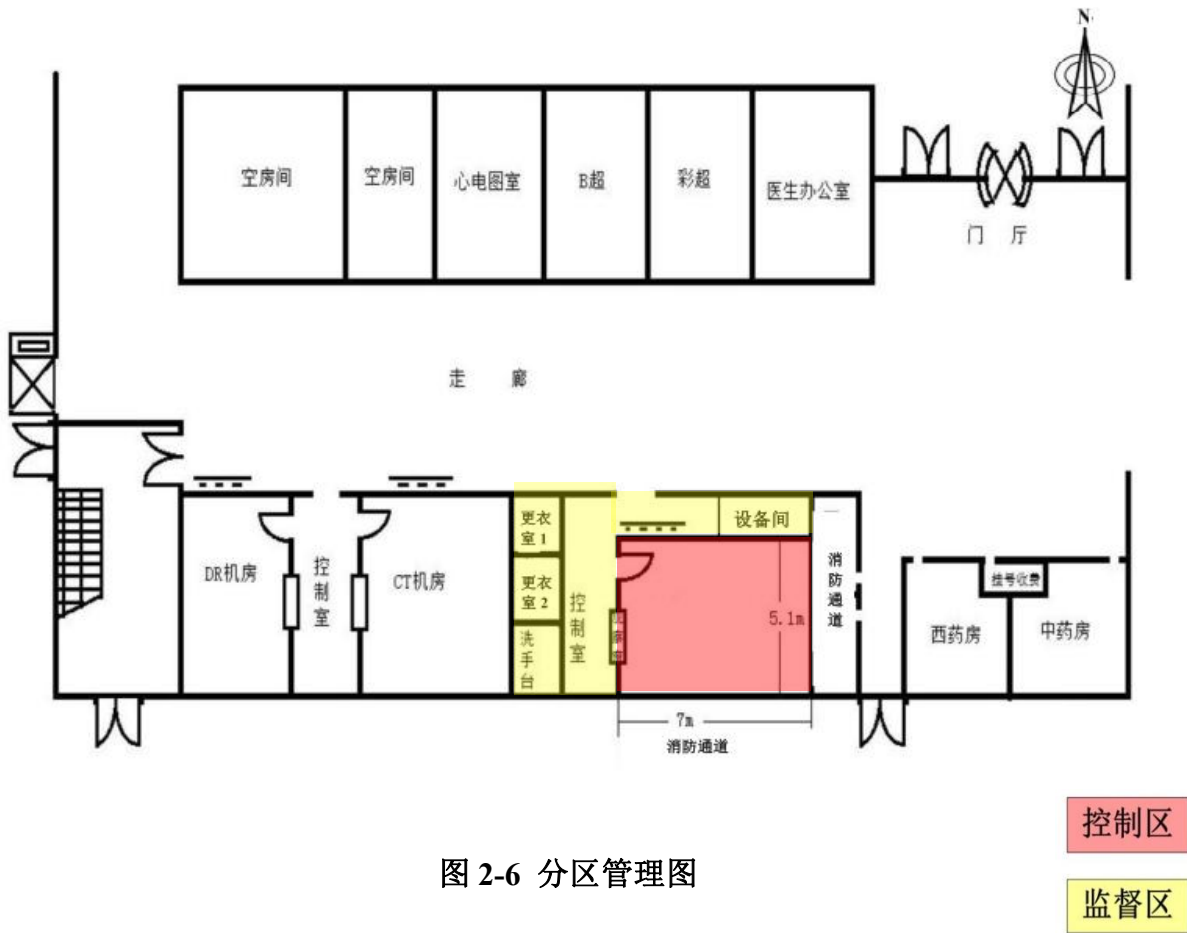 N
空房间
空房间
心电图室
B超
彩超
医生办公室
门 厅
走 廊
DR机房
控制室
CT机房
更衣
室1
更衣
室2
洗手台
控制室
设备间
5.1m
消防通道
挂号收费
西药房
中药房
7m
消防通道
控制区
图 2-6 分区管理图
监督区